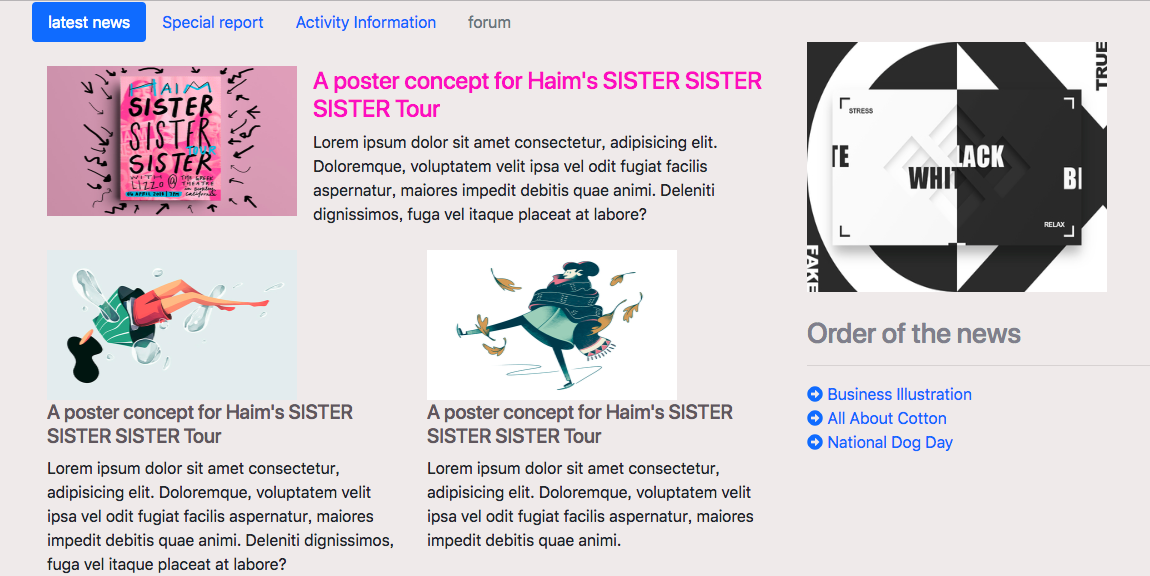 latest news
Special report
Activity Information
forum
HAIM
SISTER
SISTER
TOUR
SISTER
WITH
LIZZO @ THE GREEK
THEATRE
A poster concept for Haim's SISTER SISTER
SISTER Tour
Lorem ipsum dolor sit amet consectetur, adipisicing elit.
Doloremque, voluptatem velit ipsa vel odit fugiat facilis
aspernatur, maiores impedit debitis quae animi. Deleniti
dignissimos, fuga vel itaque placeat at labore?
A poster concept for Haim's SISTER
SISTER SISTER Tour
Lorem ipsum dolor sit amet consectetur,
adipisicing elit. Doloremque, voluptatem velit
ipsa vel odit fugiat facilis aspernatur, maiores
impedit debitis quae animi. Deleniti dignissimos,
fuga vel itaque placeat at labore?
A poster concept for Haim's SISTER
SISTER SISTER Tour
Lorem ipsum dolor sit amet consectetur,
adipisicing elit. Doloremque, voluptatem velit
ipsa vel odit fugiat facilis aspernatur, maiores
impedit debitis quae animi.
TRUE
STRESS
TE
LACK
WHIT
BI
RELAX
FAKE
Order of the news
Business Illustration
All About Cotton
National Dog Day